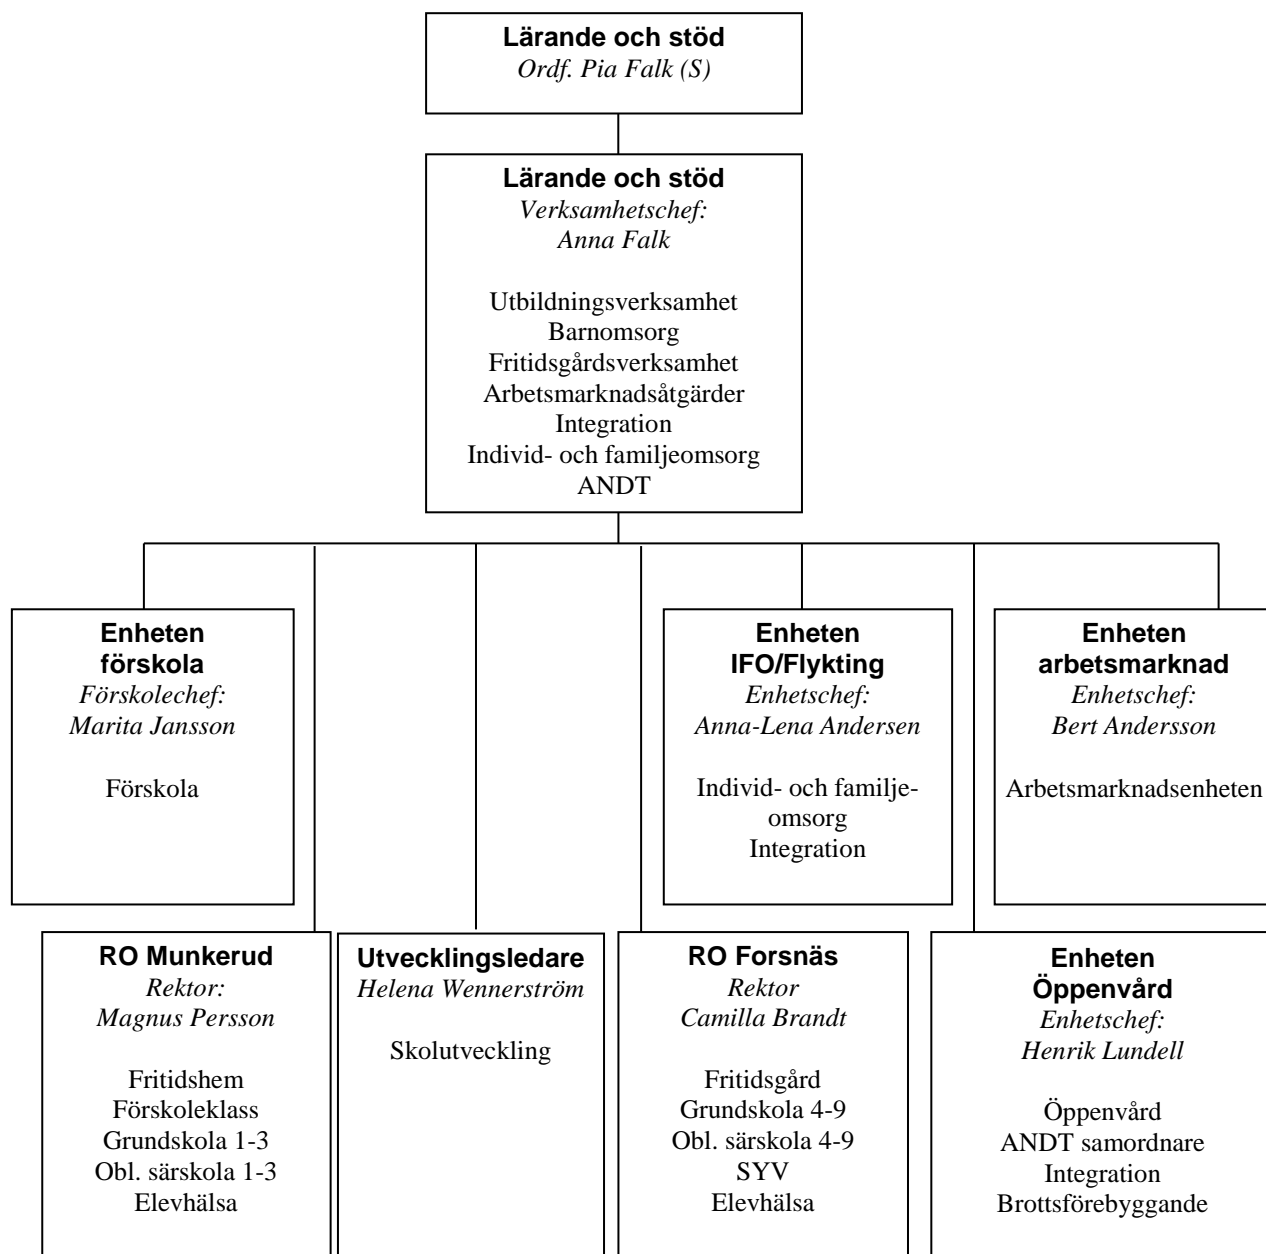 Lärande och stöd
Ordf. Pia Falk (S)
Lärande och stöd
Verksamhetschef:
Anna Falk
Utbildningsverksamhet
Barnomsorg
Fritidsgårdsverksamhet
Arbetsmarknadsåtgärder
Integration
Individ- och familjeomsorg
ANDT
Enheten
förskola
Förskolechef:
Marita Jansson
Förskola
Enheten
IFO/Flykting
Enhetschef:
Anna-Lena Andersen
Individ- och familje-
omsorg
Integration
Enheten
arbetsmarknad
Enhetschef:
Bert Andersson
Arbetsmarknadsenheten
RO Munkerud
Rektor:
Magnus Persson
Fritidshem
Förskoleklass
Grundskola 1-3
Obl. särskola 1-3
Elevhälsa
Utvecklingsledare
Helena Wennerström
Skolutveckling
RO Forsnäs
Rektor
Camilla Brandt
Fritidsgård
Grundskola 4-9
Obl. särskola 4-9
SYV
Elevhälsa
Enheten
Öppenvård
Enhetschef:
Henrik Lundell
Öppenvård
ANDT samordnare
Integration
Brottsförebyggande